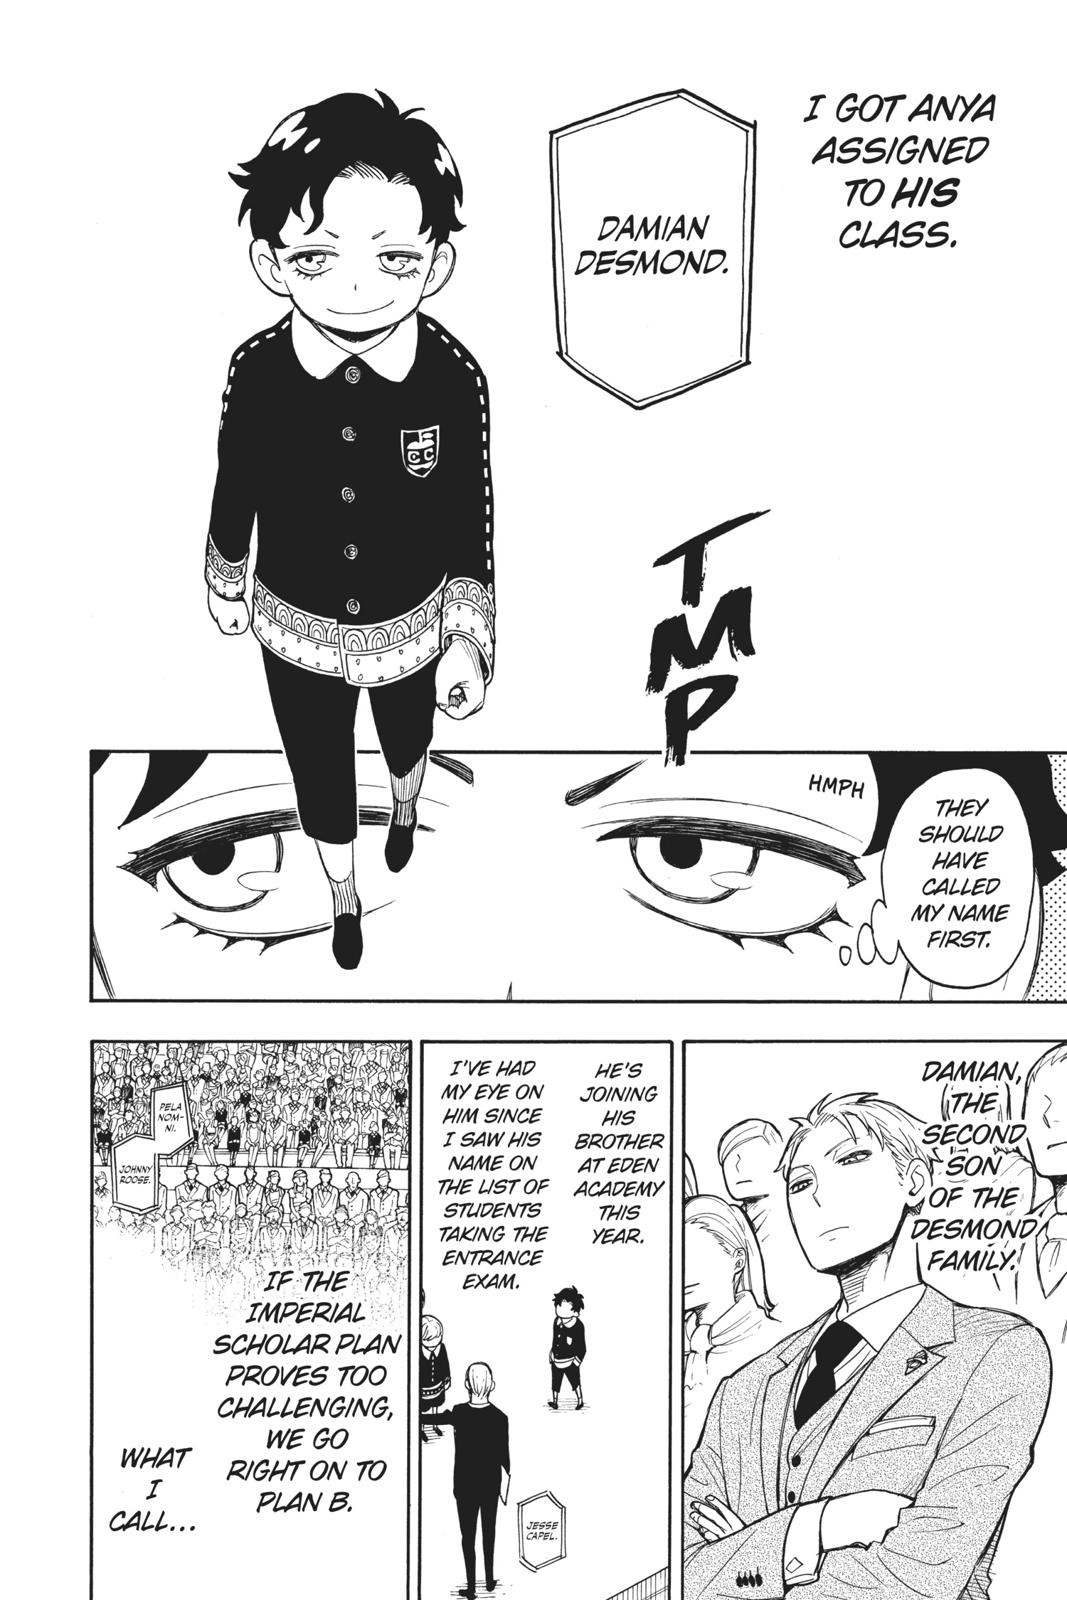 I GOT ANYA
ASSIGNED
TO HIS
CLASS.
DAMIAN
DESMOND.
TMP
HMPH
THEY
SHOULD
HAVE
CALLED
MY NAME
FIRST.
DAMIAN,
THE
SECOND
SON
OF THE
DESMOND
FAMILY.
HE'S
JOINING
HIS
BROTHER
AT EDEN
ACADEMY
THIS
YEAR.
I'VE HAD
MY EYE ON
HIM SINCE
I SAW HIS
NAME ON
THE LIST OF
STUDENTS
TAKING THE
ENTRANCE
EXAM.
JESSE
CAPEL.
PELA
NOM-
NI.
JOHNNY
ROOSE.
IF THE
IMPERIAL
SCHOLAR PLAN
PROVES TOO
CHALLENGING,
WE GO
RIGHT ON TO
PLAN B.
WHAT
I
CALL...